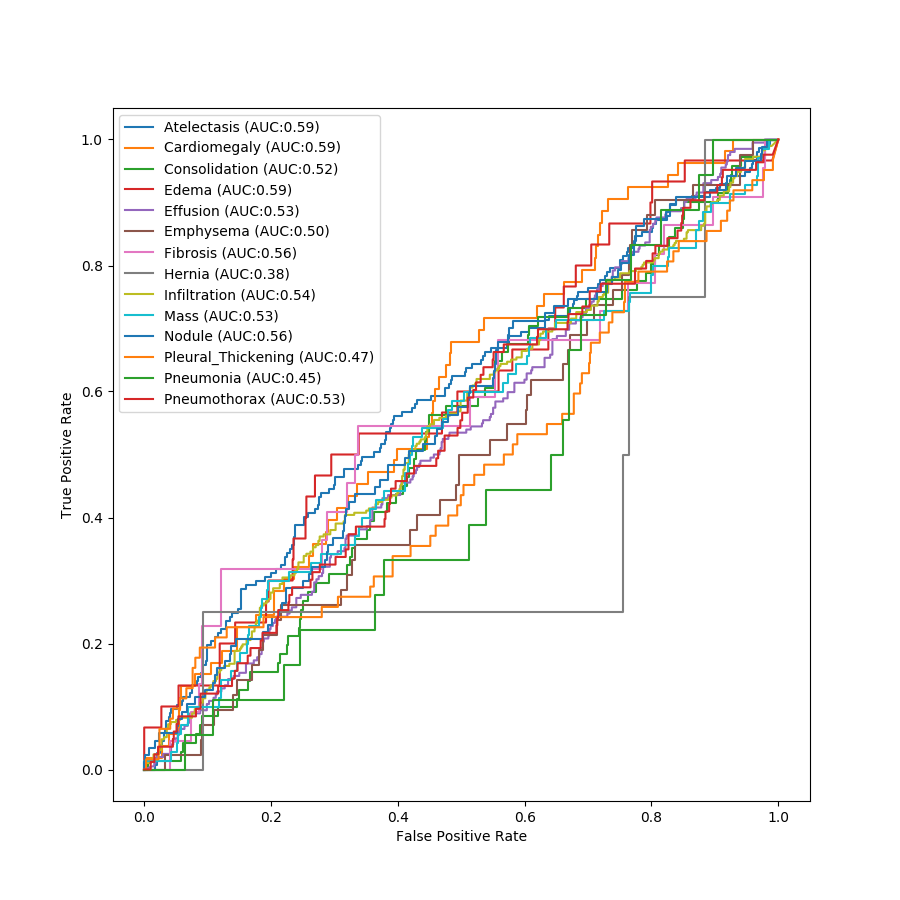 1.0
0.8
0.6
0.4
0.2
0.0
True Positive Rate
Atelectasis (AUC:0.59)
Cardiomegaly (AUC:0.59)
Consolidation (AUC:0.52)
Edema (AUC:0.59)
Effusion (AUC:0.53)
Emphysema (AUC:0.50)
Fibrosis (AUC:0.56)
Hernia (AUC:0.38)
Infiltration (AUC:0.54)
Mass (AUC:0.53)
Nodule (AUC:0.56)
Pleural_Thickening (AUC:0.47)
Pneumonia (AUC:0.45)
Pneumothorax (AUC:0.53)
0.0 0.2 0.4 0.6 0.8 1.0
False Positive Rate